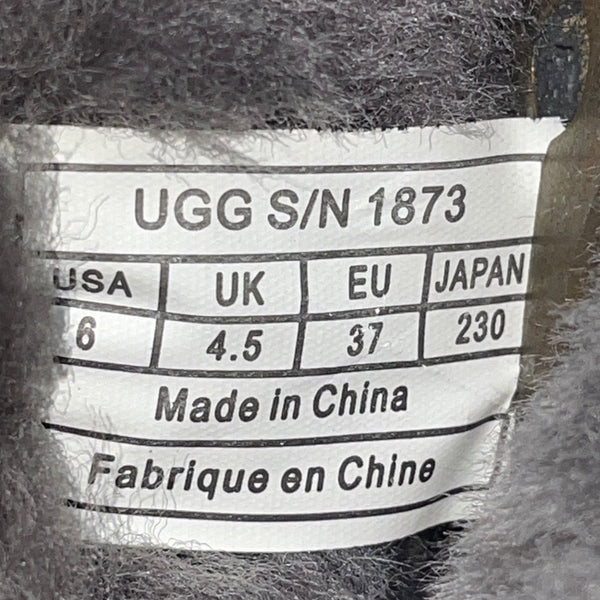 UGG S/N 1873
USA UK EU JAPAN
6 4.5 37 230
Made in China
Fabrique en Chine